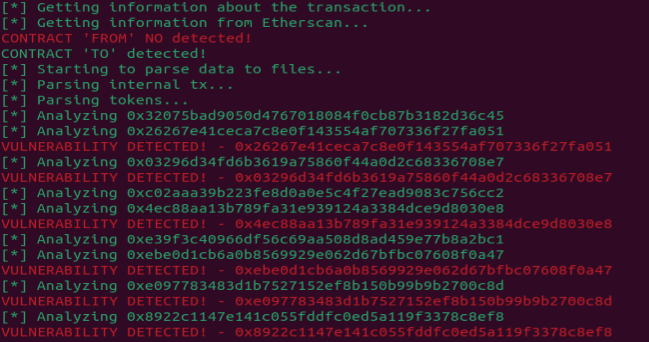 [*] Getting information about the transaction...
[*] Getting information from Etherscan...
CONTRACT 'FROM' NO detected!
CONTRACT 'TO' detected!
[*] Starting to parse data to files...
[*] Parsing internal tx...
[*] Parsing tokens...
[*] Analyzing 0x32075bad9050d4767018084f0cb87b3182d36c45
[*] Analyzing 0x26267e41ceca7c8e0f143554af707336f27fa051
VULNERABILITY DETECTED! - 0x26267e41ceca7c8e0f143554af707336f27fa051
[*] Analyzing 0x03296d34fd6b3619a75860f44a0d2c68336708e7
VULNERABILITY DETECTED! - 0x03296d34fd6b3619a75860f44a0d2c68336708e7
[*] Analyzing 0xc02aaa39b223fe8d0a0e5c4f27ead9083c756cc2
[*] Analyzing 0x4ec88aa13b789fa31e939124a3384dce9d8030e8
VULNERABILITY DETECTED! - 0x4ec88aa13b789fa31e939124a3384dce9d8030e8
[*] Analyzing 0xe39f3c40966df56c69aa508d8ad459e77b8a2bc1
[*] Analyzing 0xebe0d1cb6a0b8569929e062d67bfbc07608f0a47
VULNERABILITY DETECTED! - 0xebe0d1cb6a0b8569929e062d67bfbc07608f0a47
[*] Analyzing 0xe097783483d1b7527152ef8b150b99b9b2700c8d
VULNERABILITY DETECTED! - 0xe097783483d1b7527152ef8b150b99b9b2700c8d
[*] Analyzing 0x8922c1147e141c055fddfc0ed5a119f3378c8ef8
VULNERABILITY DETECTED! - 0x8922c1147e141c055fddfc0ed5a119f3378c8ef8